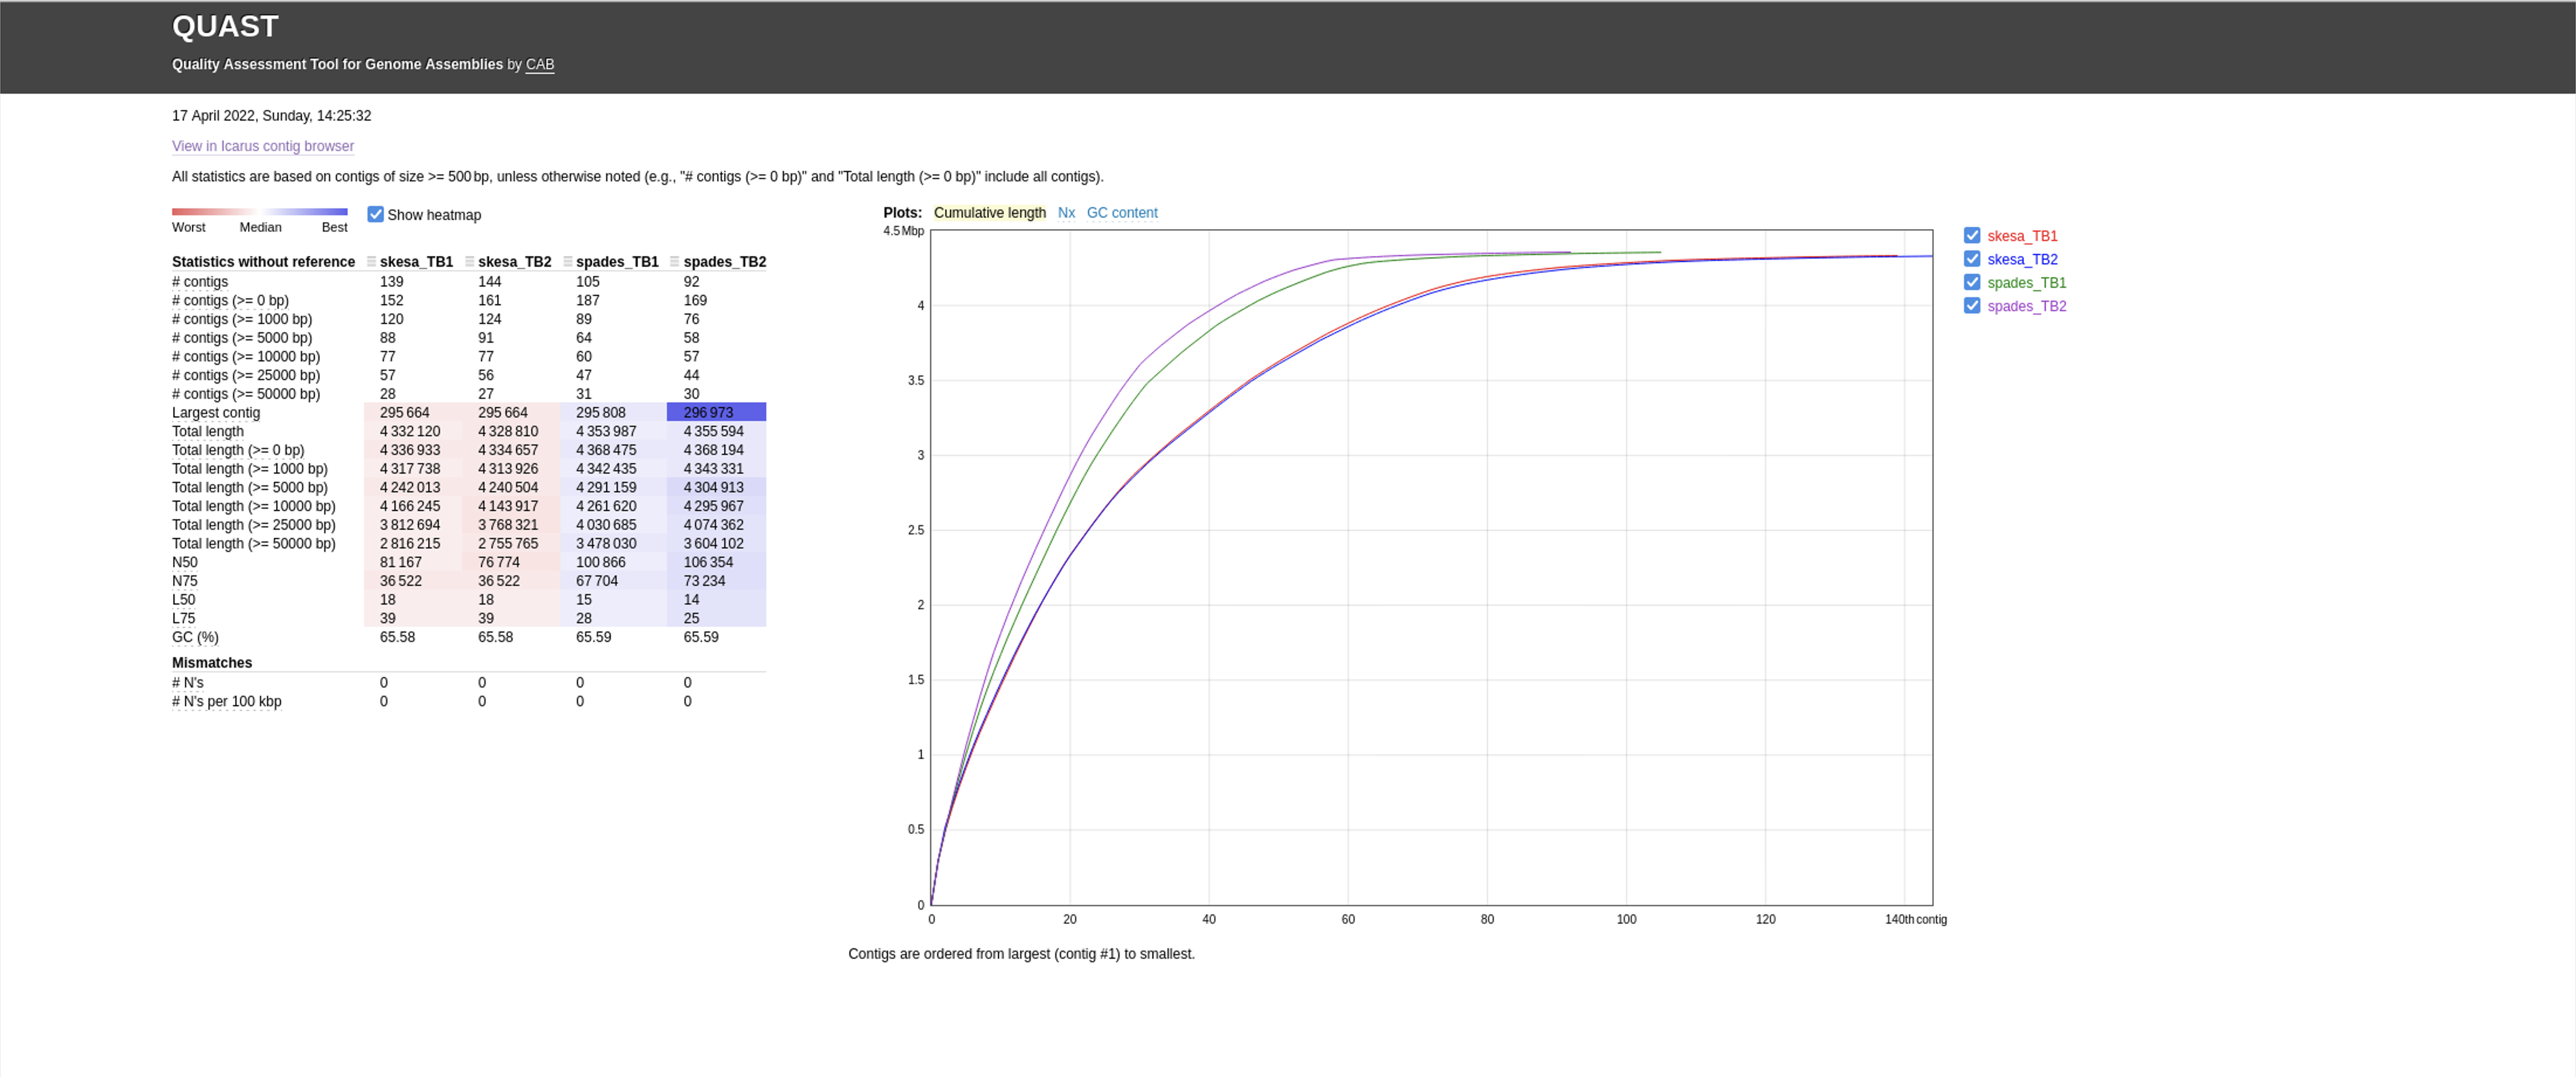 QUAST
Quality Assessment Tool for Genome Assemblies by CAB
17 April 2022, Sunday, 14:25:32
View in Icarus contig browser
All statistics are based on contigs of size >= 500 bp, unless otherwise noted (e.g., "# contigs (>= 0 bp)" and "Total length (>= 0 bp)" include all contigs).
Worst Median Best
Show heatmap
Statistics without reference skesa_TB1 skesa_TB2 spades_TB1 spades_TB2
# contigs 139 144 105 92
# contigs (>= 0 bp) 152 161 187 169
# contigs (>= 1000 bp) 120 124 89 76
# contigs (>= 5000 bp) 88 91 64 58
# contigs (>= 10000 bp) 77 77 60 57
# contigs (>= 25000 bp) 57 56 47 44
# contigs (>= 50000 bp) 28 27 31 30
Largest contig 295 664 295 664 295 808 296 973
Total length 4 332 120 4 328 810 4 353 987 4 355 594
Total length (>= 0 bp) 4 336 933 4 334 657 4 368 475 4 368 194
Total length (>= 1000 bp) 4 317 738 4 313 926 4 342 435 4 343 331
Total length (>= 5000 bp) 4 242 013 4 240 504 4 291 159 4 304 913
Total length (>= 10000 bp) 4 166 245 4 143 917 4 261 620 4 295 967
Total length (>= 25000 bp) 3 812 694 3 768 321 4 030 685 4 074 362
Total length (>= 50000 bp) 2 816 215 2 755 765 3 478 030 3 604 102
N50 81 167 76 774 100 866 106 354
N75 36 522 36 522 67 704 73 234
L50 18 18 15 14
L75 39 39 28 25
GC (%) 65.58 65.58 65.59 65.59
Mismatches
# N's 0 0 0 0
# N's per 100 kbp 0 0 0 0
Plots: Cumulative length Nx GC content
4.5 Mbp
4
3.5
3
2.5
2
1.5
1
0.5
0
0 20 40 60 80 100 120 140th contig
Contigs are ordered from largest (contig #1) to smallest.
skesa_TB1
skesa_TB2
spades_TB1
spades_TB2